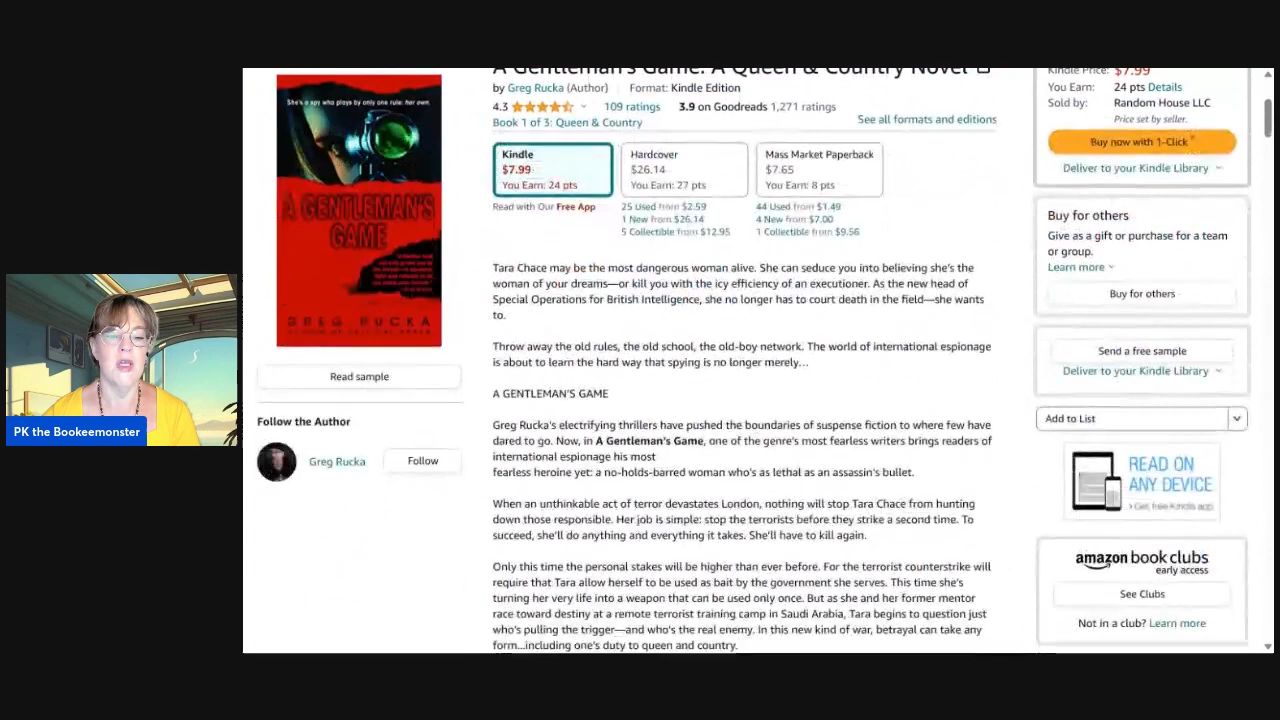 A Gentleman's Game: A Queen & Country Novel
by Greg Rucka (Author) Format: Kindle Edition
4.3 109 ratings 3.9 on Goodreads 1,271 ratings
Book 1 of 3: Queen & Country
See all formats and editions
Kindle
$7.99
You Earn: 24 pts
Hardcover
$26.14
You Earn: 27 pts
Mass Market Paperback
$7.65
You Earn: 8 pts
Read with Our Free App
25 Used from $2.59
1 New from $26.14
5 Collectible from $12.95
44 Used from $1.49
4 New from $7.00
1 Collectible from $9.56
Tara Chace may be the most dangerous woman alive. She can seduce you into believing she's the
woman of your dreams—or kill you with the icy efficiency of an executioner. As the new head of
Special Operations for British Intelligence, she no longer has to court death in the field—she wants
to.
Throw away the old rules, the old school, the old-boy network. The world of international espionage
is about to learn the hard way that spying is no longer merely…
A GENTLEMAN'S GAME
Greg Rucka's electrifying thrillers have pushed the boundaries of suspense fiction to where few have
dared to go. Now, in A Gentleman's Game, one of the genre's most fearless writers brings readers of
international espionage his most
fearless heroine yet: a no-holds-barred woman who's as lethal as an assassin's bullet.
When an unthinkable act of terror devastates London, nothing will stop Tara Chace from hunting
down those responsible. Her job is simple: stop the terrorists before they strike a second time. To
succeed, she'll do anything and everything it takes. She'll have to kill again.
Only this time the personal stakes will be higher than ever before. For the terrorist counterstrike will
require that Tara allow herself to be used as bait by the government she serves. This time she's
turning her very life into a weapon that can be used only once. But as she and her former mentor
race toward destiny at a remote terrorist training camp in Saudi Arabia, Tara begins to question just
who's pulling the trigger—and who's the real enemy. In this new kind of war, betrayal can take any
form...including one's duty to queen and country.
She's a spy who plays by only one rule: her own.
A GENTLEMAN'S
GAME
GREG RUCKA
Read sample
Follow the Author
Greg Rucka
Follow
PK the Bookeemonster
Kindle Price: $7.99
You Earn: 24 pts Details
Sold by: Random House LLC
Price set by seller.
Buy now with 1-Click
Deliver to your Kindle Library
Buy for others
Give as a gift or purchase for a team
or group.
Learn more
Buy for others
Send a free sample
Deliver to your Kindle Library
Add to List
READ ON
ANY DEVICE
› Get free Kindle app
amazon book clubs
early access
See Clubs
Not in a club? Learn more